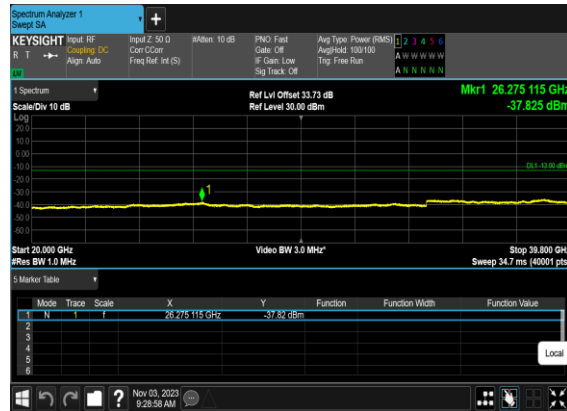 Spectrum Analyzer 1
Swept SA
+
KEYSIGHT Input: RF Input Z: 50 Ω #Atten: 10 dB PNO: Fast Avg Type: Power (RMS) 1 2 3 4 5 6
R T Coupling: DC Corr CCorr Gate: Off Avg|Hold: 100/100 A W W W W W
Align: Auto Freq Ref: Int (S) IF Gain: Low Trig: Free Run
Sig Track: Off A N N N N N
1 Spectrum Ref Lvl Offset 33.73 dB Mkr1 26.275 115 GHz
Scale/Div 10 dB Ref Level 30.00 dBm -37.825 dBm
Log
20.0
10.0
0.00
-10.0 DL1 -13.00 dBm
-20.0
-30.0 1
-40.0
-50.0
-60.0
Start 20.000 GHz Video BW 3.0 MHz* Stop 39.800 GHz
#Res BW 1.0 MHz Sweep 34.7 ms (40001 pts)
5 Marker Table
Mode Trace Scale X Y Function Function Width Function Value
1 N 1 f 26.275 115 GHz -37.82 dBm
2
3
4
5
6
Local
? Nov 03, 2023
9:28:58 AM